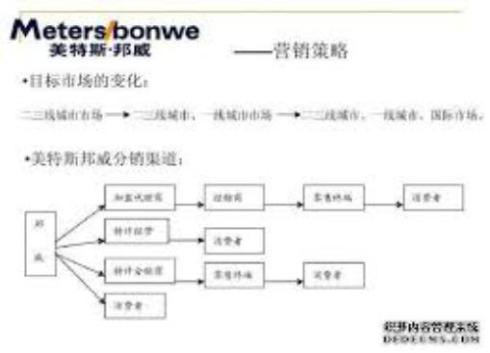 Meters/bonwe
美特斯·邦威
——营销策略
•目标市场的变化:
二三线城市市场 二三线城市、一线城市市场 二三线城市、一线城市、国际市场。
•美特斯邦威分销渠道:
加盟代理商 经销商 零售终端 消费者
邦威
特许经营 消费者
特许分销商 零售终端 消费者
消费者
织梦内容管理系统
DEDECMS.COM